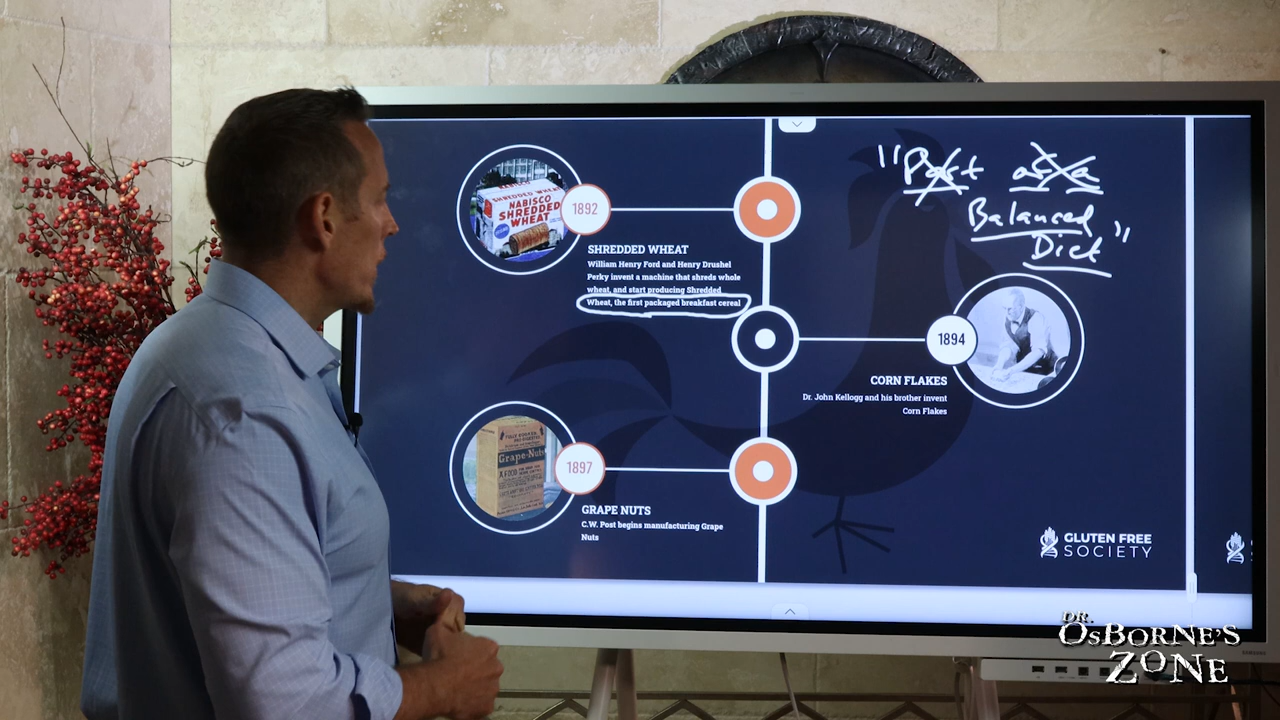 NABISCO
SHREDDED
WHEAT
1892
SHREDDED WHEAT
William Henry Ford and Henry Drushel
Perky invent a machine that shreds whole
wheat, and start producing Shredded
Wheat, the first packaged breakfast cereal
"Part as a
Balanced
Diet"
1894
CORN FLAKES
Dr. John Kellogg and his brother invent
Corn Flakes
Grape-Nuts
A FOOD
1897
GRAPE NUTS
C.W. Post begins manufacturing Grape
Nuts
GLUTEN FREE
SOCIETY
DR.
OSBORNE'S
ZONE